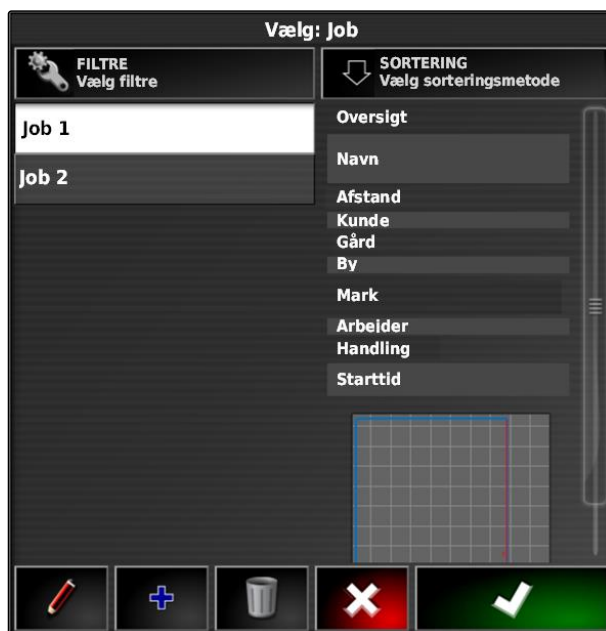 Vælg: Job
FILTRE
Vælg filtre
SORTERING
Vælg sorteringsmetode
Job 1
Job 2
Oversigt
Navn
Afstand
Kunde
Gård
By
Mark
Arbejder
Handling
Starttid